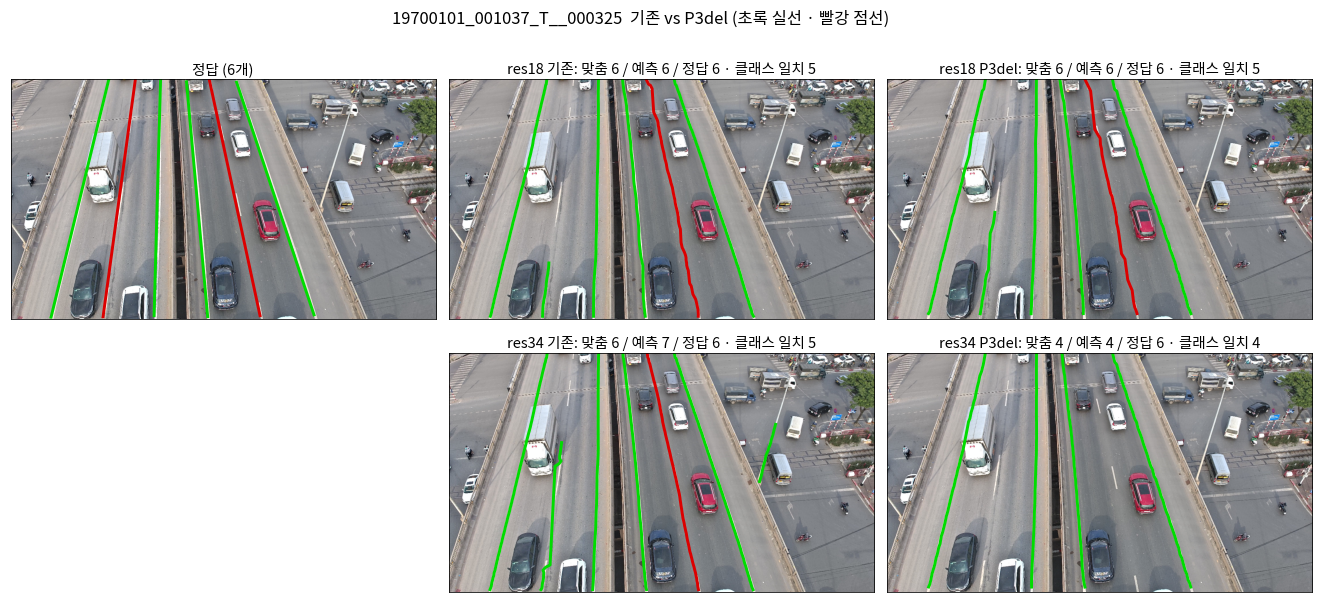 19700101_001037_T__000325 기존 vs P3del (초록 실선 · 빨강 점선)
정답 (6개)
res18 기존: 맞춤 6 / 예측 6 / 정답 6 · 클래스 일치 5
res18 P3del: 맞춤 6 / 예측 6 / 정답 6 · 클래스 일치 5
res34 기존: 맞춤 6 / 예측 7 / 정답 6 · 클래스 일치 5
res34 P3del: 맞춤 4 / 예측 4 / 정답 6 · 클래스 일치 4